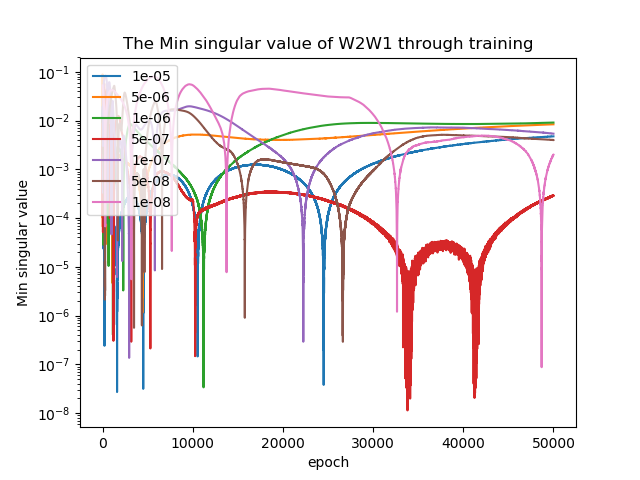 The Min singular value of W2W1 through training
10⁻¹
10⁻²
10⁻³
10⁻⁴
10⁻⁵
10⁻⁶
10⁻⁷
10⁻⁸
Min singular value
1e-05
5e-06
1e-06
5e-07
1e-07
5e-08
1e-08
0 10000 20000 30000 40000 50000
epoch